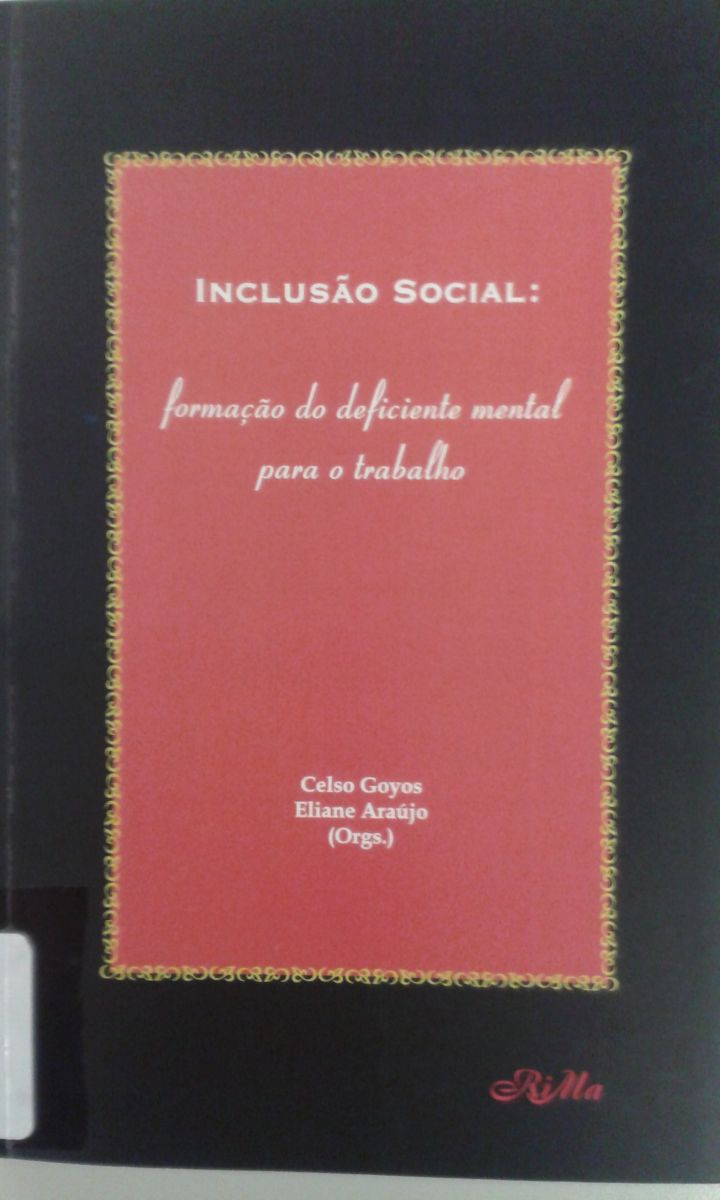 Inclusão Social:
formação do deficiente mental
para o trabalho
Celso Goyos
Eliane Araújo
(Orgs.)
RiMa